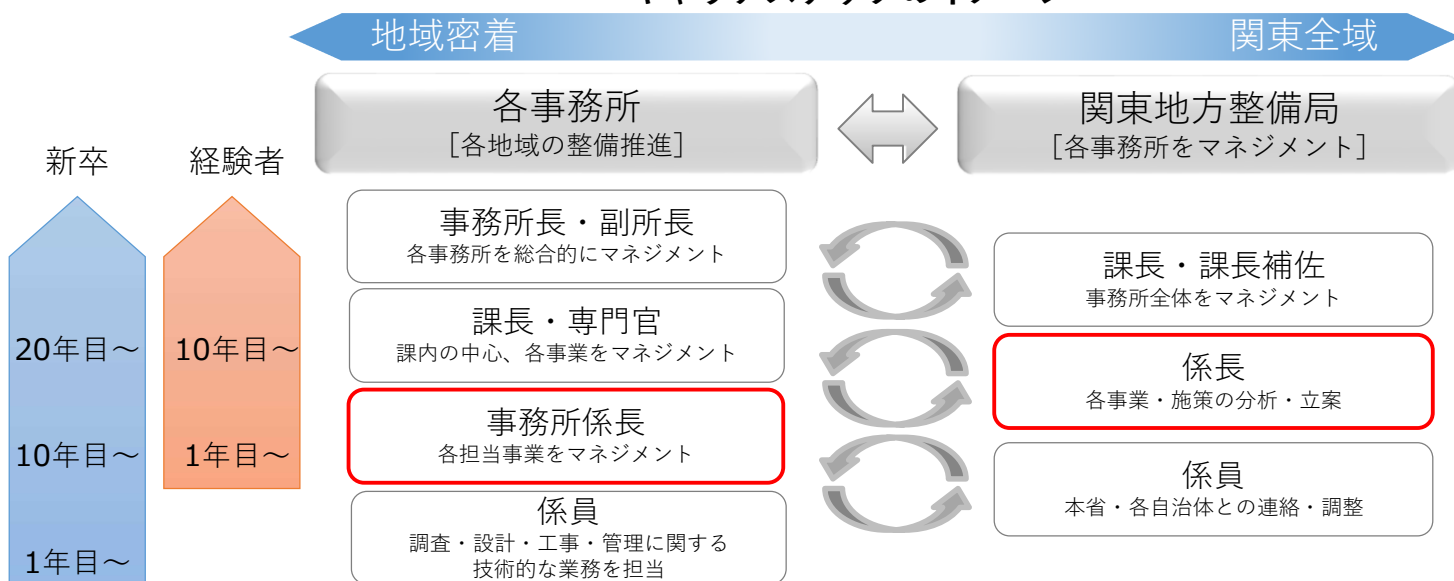 地域密着
関東全域
各事務所
[各地域の整備推進]
関東地方整備局
[各事務所をマネジメント]
新卒
経験者
事務所長・副所長
各事務所を総合的にマネジメント
課長・課長補佐
事務所全体をマネジメント
課長・専門官
課内の中心、各事業をマネジメント
20年目～
10年目～
係長
各事業・施策の分析・立案
事務所係長
各担当事業をマネジメント
10年目～
1年目～
係員
本省・各自治体との連絡・調整
係員
調査・設計・工事・管理に関する
技術的な業務を担当
1年目～